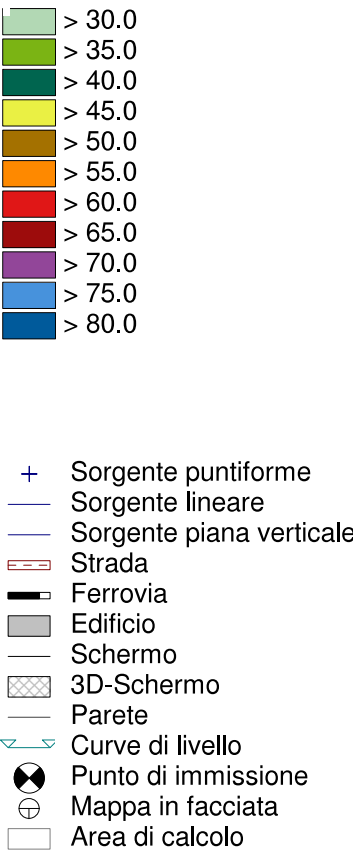 > 30.0
> 35.0
> 40.0
> 45.0
> 50.0
> 55.0
> 60.0
> 65.0
> 70.0
> 75.0
> 80.0
Sorgente puntiforme
Sorgente lineare
Sorgente piana verticale
Strada
Ferrovia
Edificio
Schermo
3D-Schermo
Parete
Curve di livello
Punto di immissione
Mappa in facciata
Area di calcolo